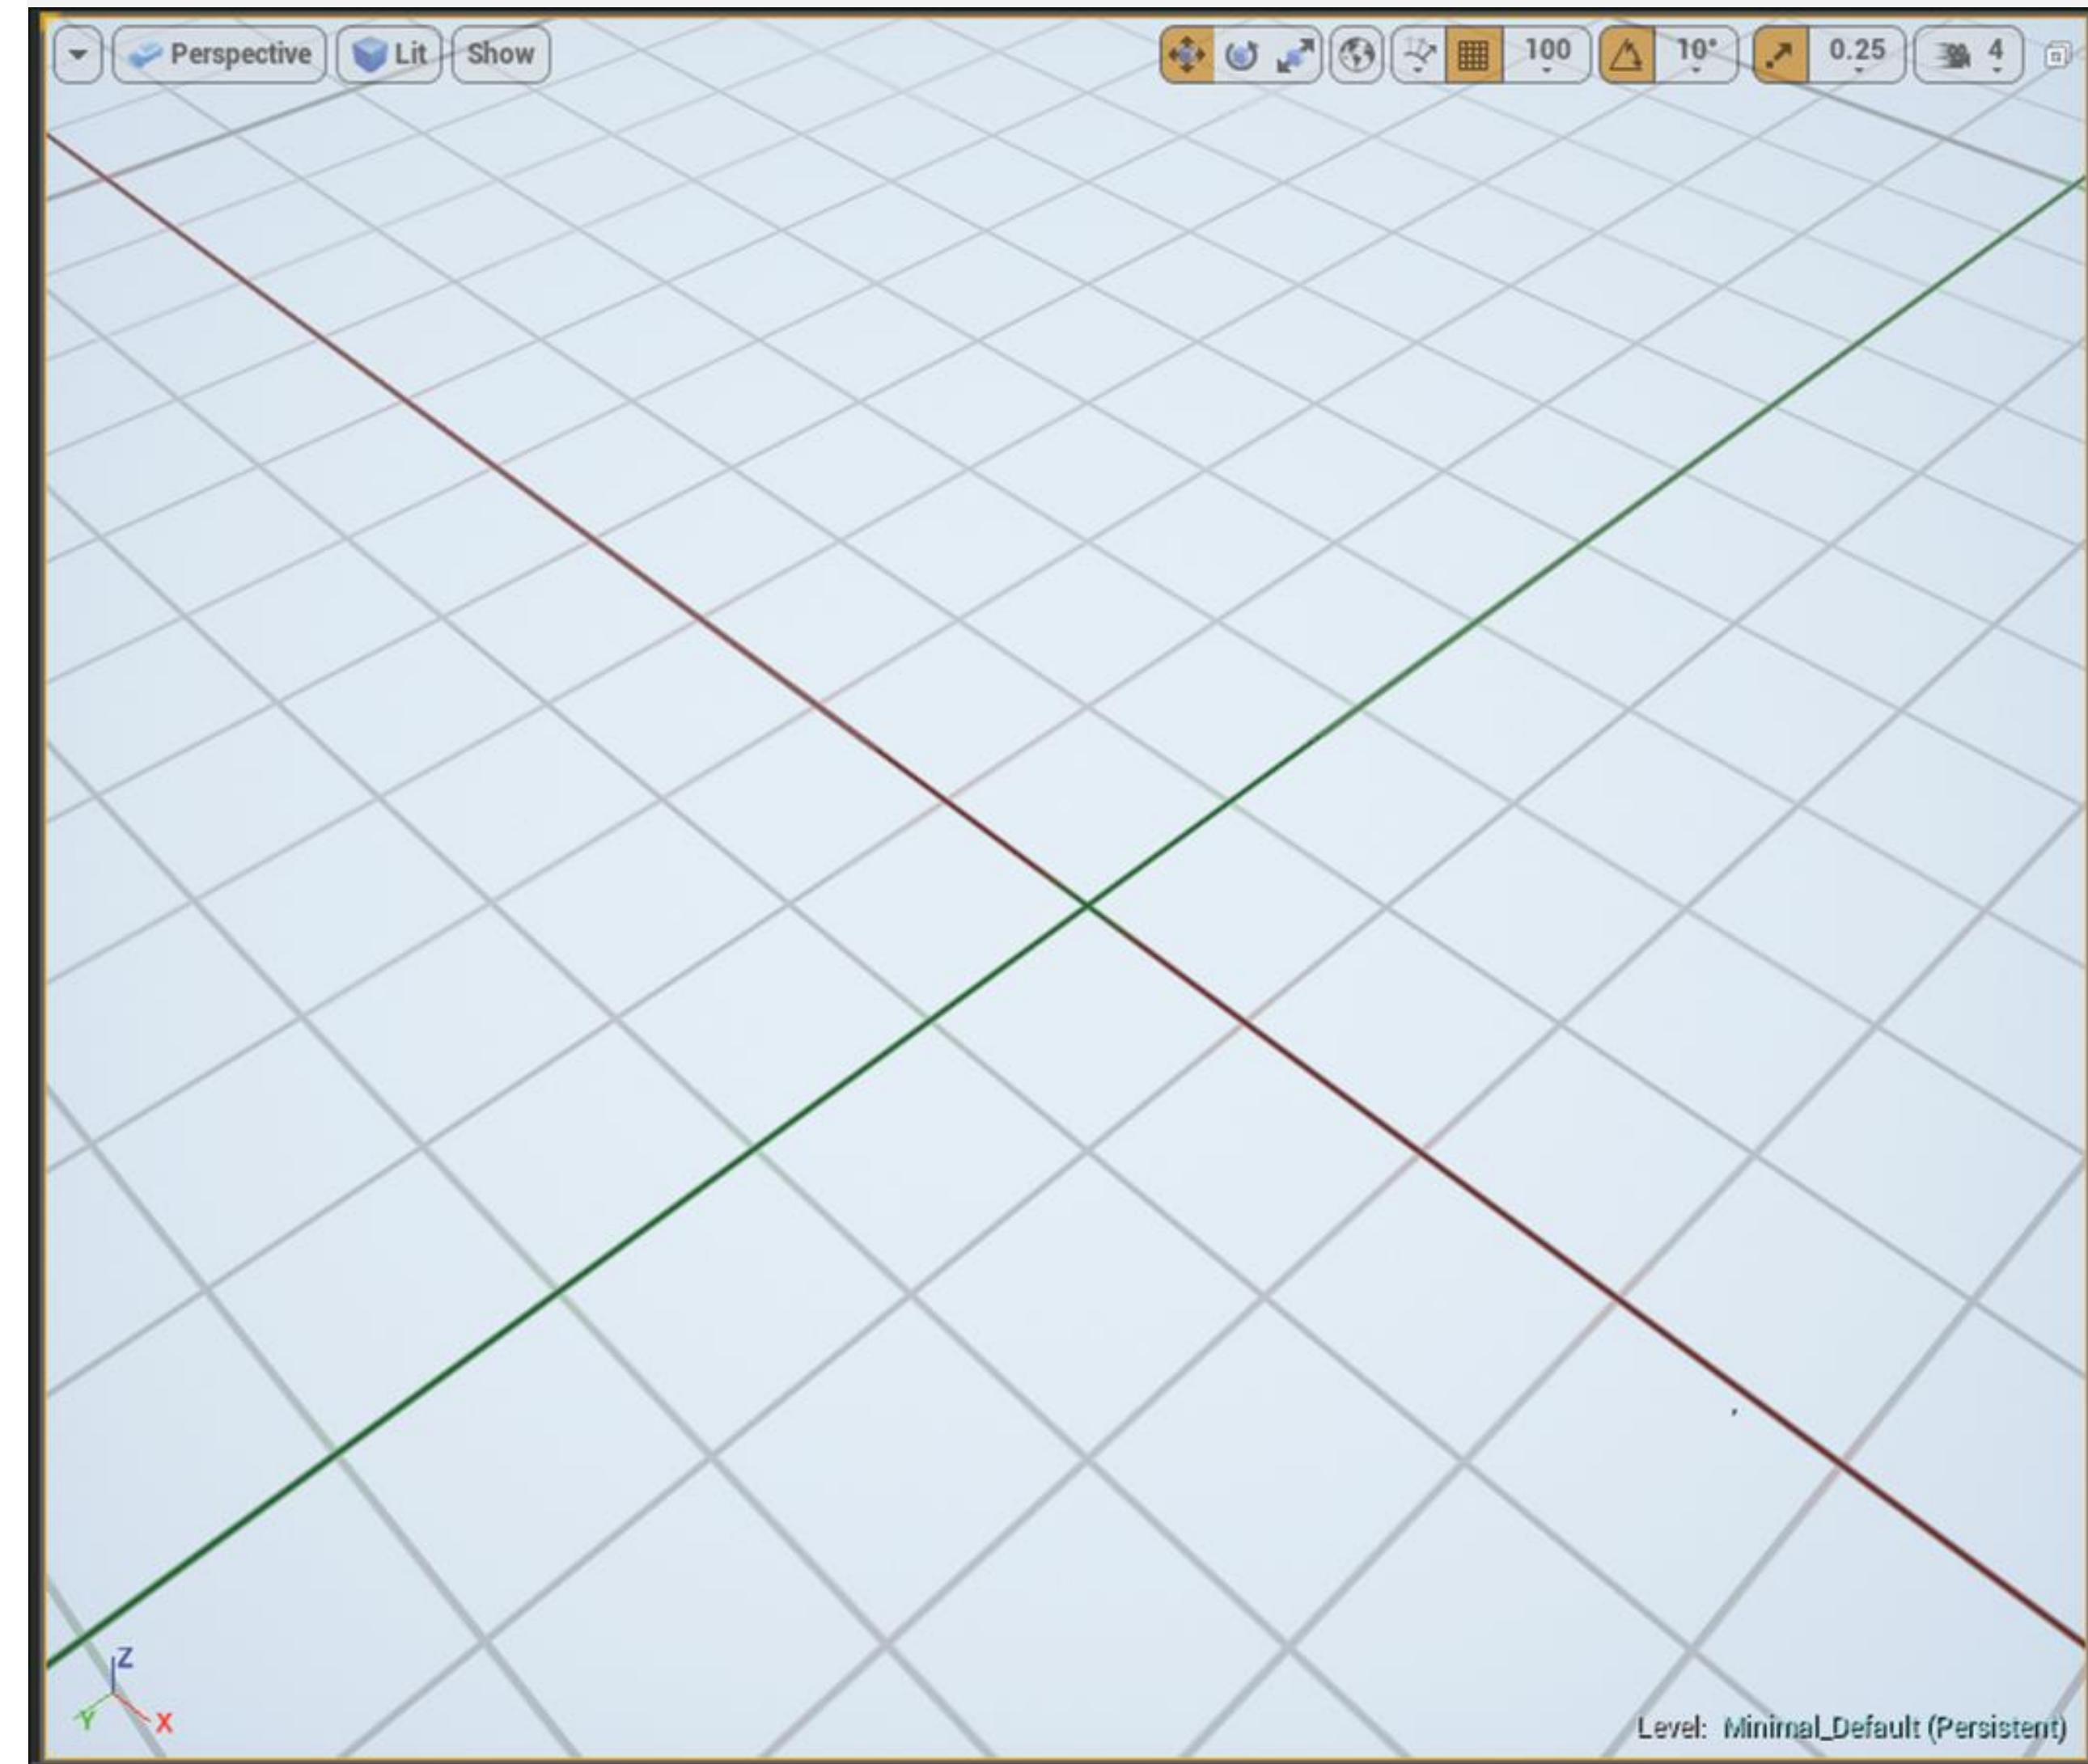 Perspective Lit Show 100 10° 0.25 4
Z
Y X
Level: Minimal_Default (Persistent)